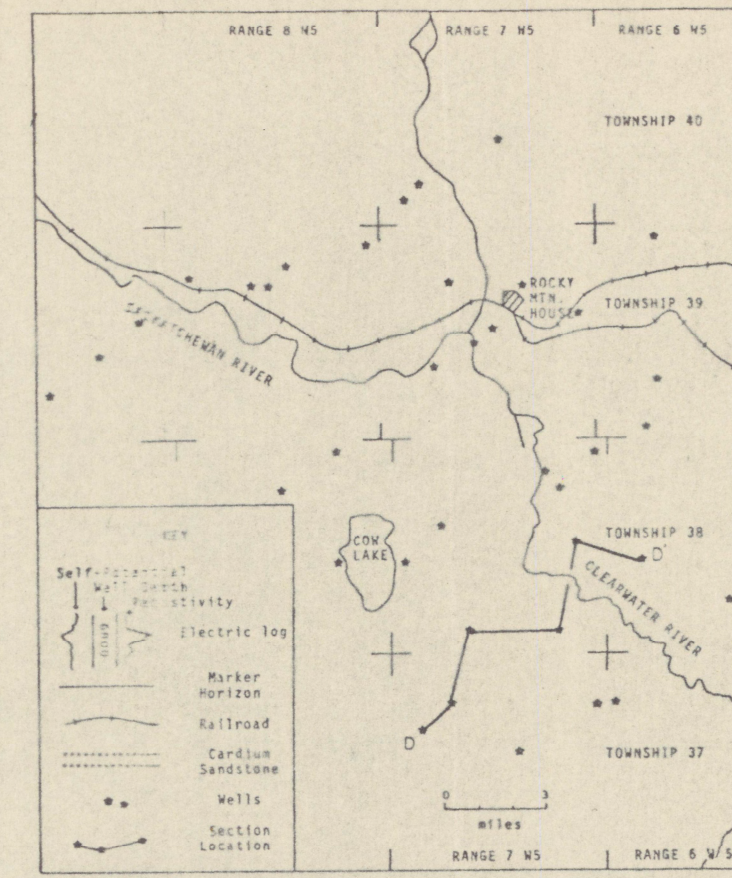 RANGE 8 W5
RANGE 7 W5
RANGE 6 W5
TOWNSHIP 40
ROCKY
MTN.
HOUSE
TOWNSHIP 39
SASKATCHEWAN RIVER
COW
LAKE
TOWNSHIP 38
D'
CLEARWATER RIVER
D
TOWNSHIP 37
0 3
miles
RANGE 7 W5
RANGE 6 W 5
KEY
Self-Potential
Well Depth
Resistivity
6000
Electric log
Marker
Horizon
Railroad
Cardium
Sandstone
Wells
Section
Location